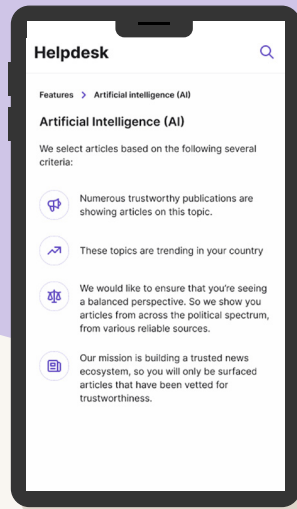 Helpdesk
Features > Artificial intelligence (AI)
Artificial Intelligence (AI)
We select articles based on the following several
criteria:
Numerous trustworthy publications are
showing articles on this topic.
These topics are trending in your country
We would like to ensure that you're seeing
a balanced perspective. So we show you
articles from across the political spectrum,
from various reliable sources.
Our mission is building a trusted news
ecosystem, so you will only be surfaced
articles that have been vetted for
trustworthiness.